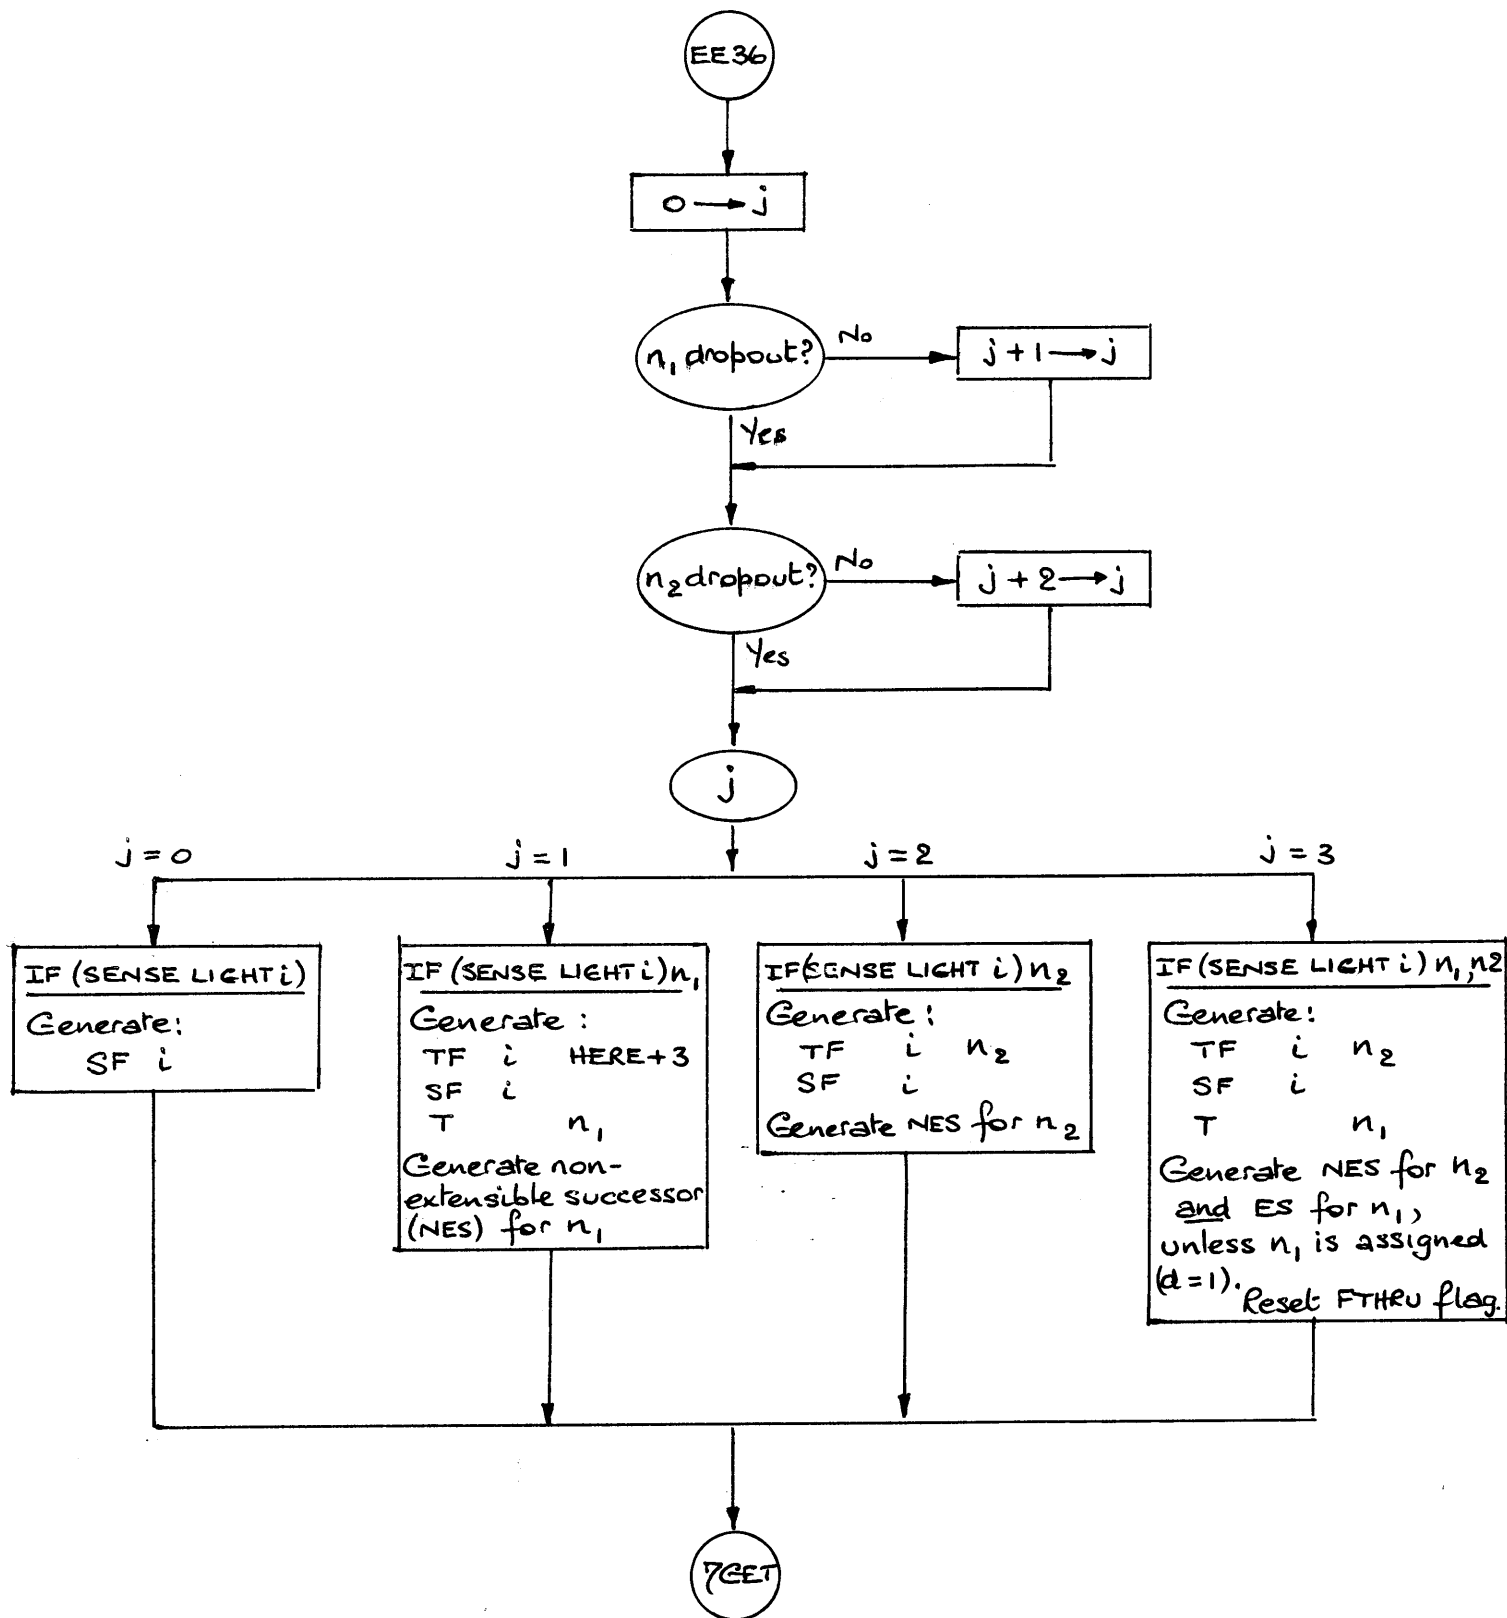 EE36
0 → j
n₁ dropout?
No
j + 1 → j
Yes
n₂ dropout?
No
j + 2 → j
Yes
j
j = 0
j = 1
j = 2
j = 3
IF (SENSE LIGHT i)
Generate:
SF i
IF (SENSE LIGHT i) n₁
Generate :
TF i HERE+3
SF i
T n₁
Generate non-
extensible successor
(NES) for n₁
IF (SENSE LIGHT i) n₂
Generate:
TF i n₂
SF i
Generate NES for n₂
IF (SENSE LIGHT i) n₁, n2
Generate:
TF i n₂
SF i
T n₁
Generate NES for n₂
and ES for n₁,
unless n₁ is assigned
(d = 1).
Reset FTHRU flag.
7GET